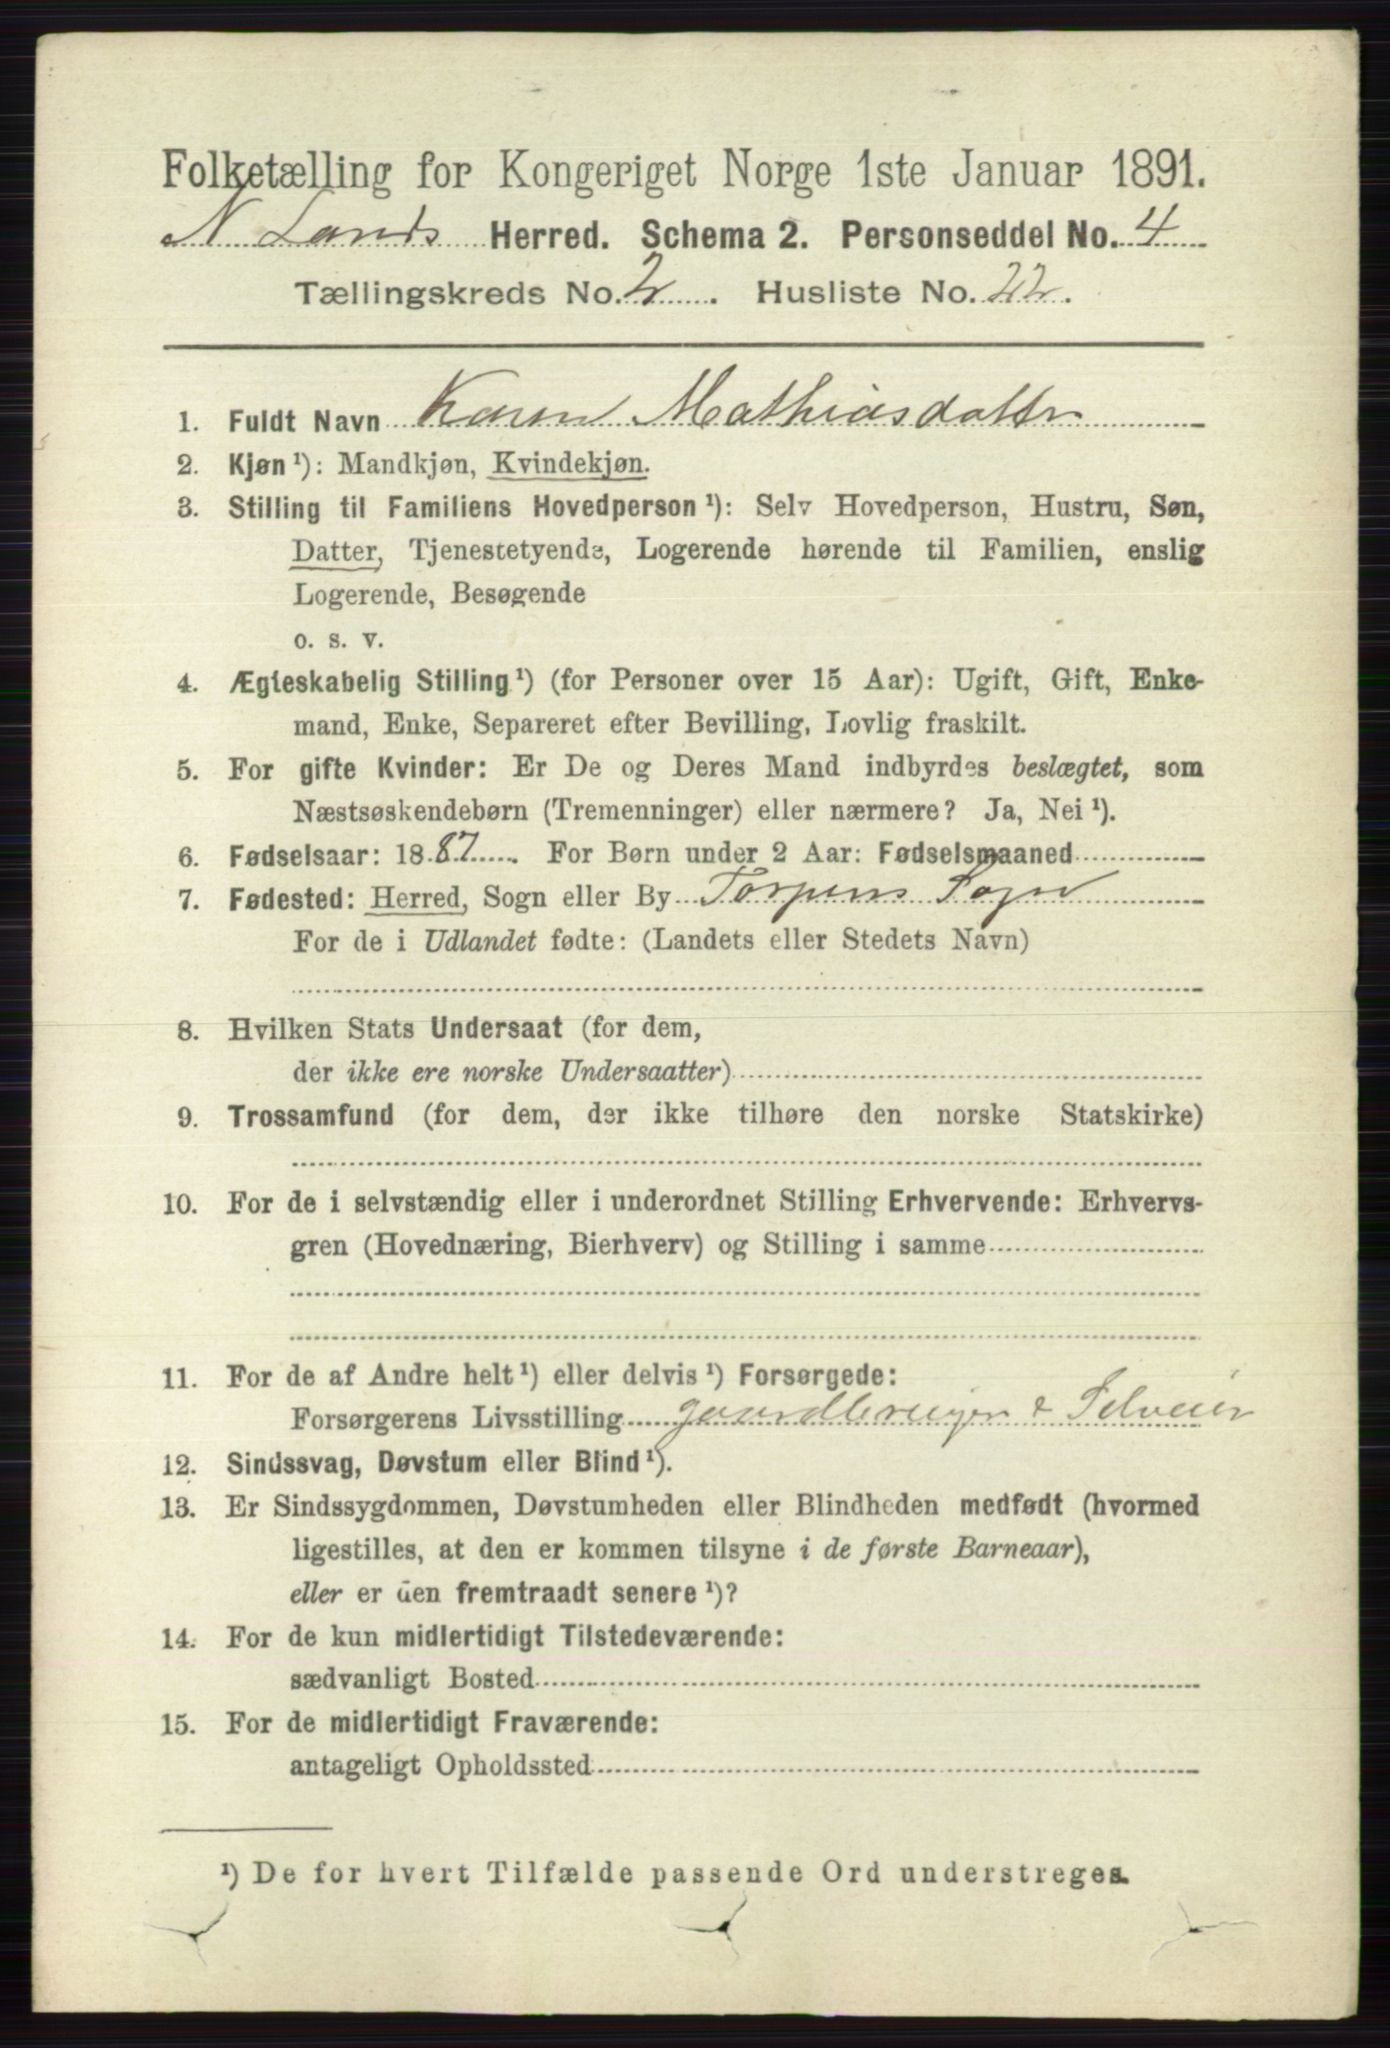 Folketælling for Kongeriget Norge 1ste Januar 1891.
N Lands Herred. Schema 2. Personseddel No. 4
Tællingskreds No. 2. Husliste No. 22.
1. Fuldt Navn Karen Mathiasdatter
2. Kjøn ¹): Mandkjøn, Kvindekjøn.
3. Stilling til Familiens Hovedperson ¹): Selv Hovedperson, Hustru, Søn,
Datter, Tjenestetyende, Logerende hørende til Familien, enslig
Logerende, Besøgende
o. s. v.
4. Ægteskabelig Stilling ¹) (for Personer over 15 Aar): Ugift, Gift, Enke-
mand, Enke, Separeret efter Bevilling, Lovlig fraskilt.
5. For gifte Kvinder: Er De og Deres Mand indbyrdes beslægtet, som
Næstsøskendebørn (Tremenninger) eller nærmere? Ja, Nei ¹).
6. Fødselsaar: 1887. For Børn under 2 Aar: Fødselsmaaned
7. Fødested: Herred, Sogn eller By Torpens Sogn
For de i Udlandet fødte: (Landets eller Stedets Navn)
8. Hvilken Stats Undersaat (for dem,
der ikke ere norske Undersaatter)
9. Trossamfund (for dem, der ikke tilhøre den norske Statskirke)
10. For de i selvstændig eller i underordnet Stilling Erhvervende: Erhvervs-
gren (Hovednæring, Bierhverv) og Stilling i samme
11. For de af Andre helt ¹) eller delvis ¹) Forsørgede:
Forsørgerens Livsstilling gaardbruger & Selveier
12. Sindssvag, Døvstum eller Blind ¹).
13. Er Sindssygdommen, Døvstumheden eller Blindheden medfødt (hvormed
ligestilles, at den er kommen tilsyne i de første Barneaar),
eller er den fremtraadt senere ¹)?
14. For de kun midlertidigt Tilstedeværende:
sædvanligt Bosted
15. For de midlertidigt Fraværende:
antageligt Opholdssted
¹) De for hvert Tilfælde passende Ord understreges.